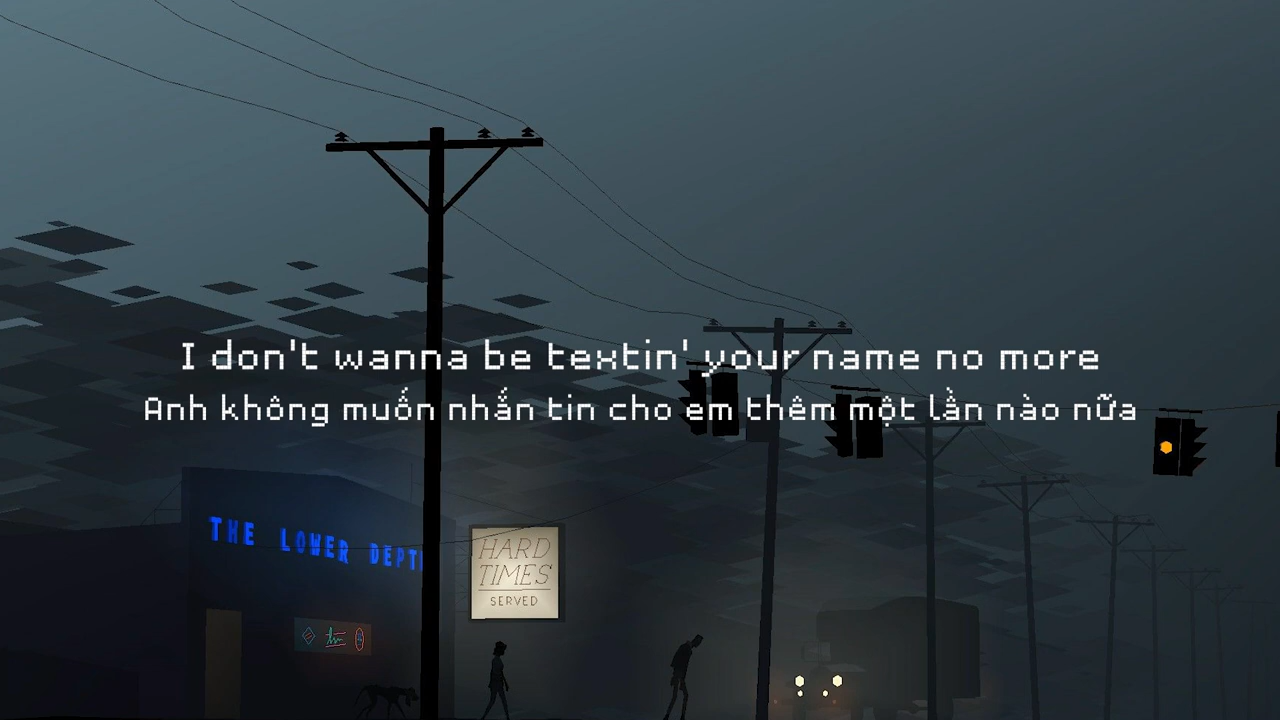 I don't wanna be textin' your name no more
Anh không muốn nhắn tin cho em thêm một lần nào nữa
THE LOWER DEPT
HARD
TIMES
SERVED